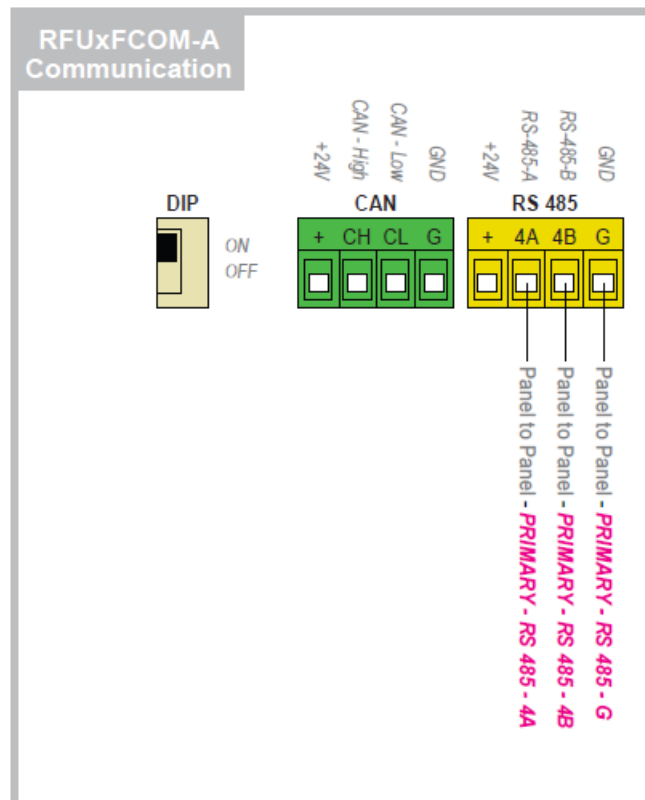 RFUxFCOM-A
Communication
+24V
CAN - High
CAN - Low
GND
+24V
RS-485-A
RS-485-B
GND
DIP
CAN
RS 485
ON
OFF
+ CH CL G
+ 4A 4B G
Panel to Panel - PRIMARY - RS 485 - 4A
Panel to Panel - PRIMARY - RS 485 - 4B
Panel to Panel - PRIMARY - RS 485 - G